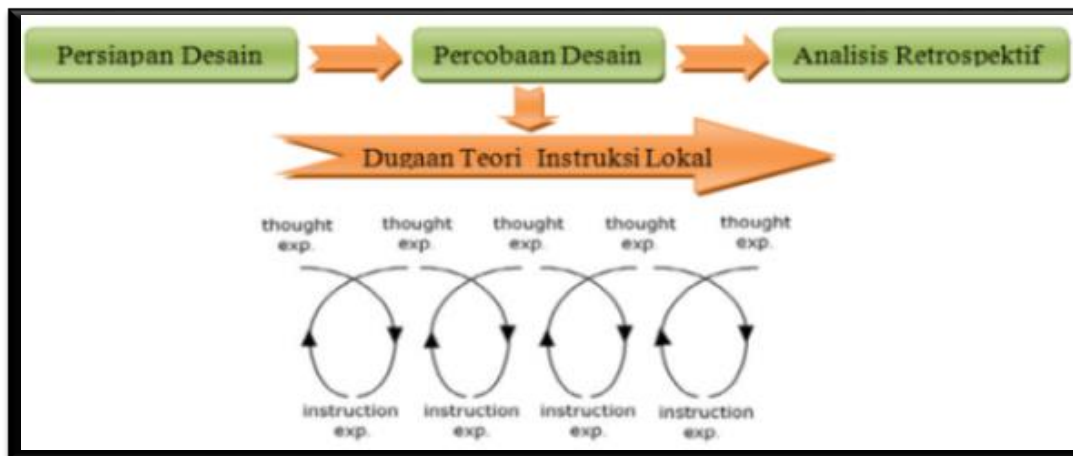 Persiapan Desain
Percobaan Desain
Analisis Retrospektif
Dugaan Teori Instruksi Lokal
thought
exp.
thought
exp.
thought
exp.
thought
exp.
thought
exp.
instruction
exp.
instruction
exp.
instruction
exp.
instruction
exp.